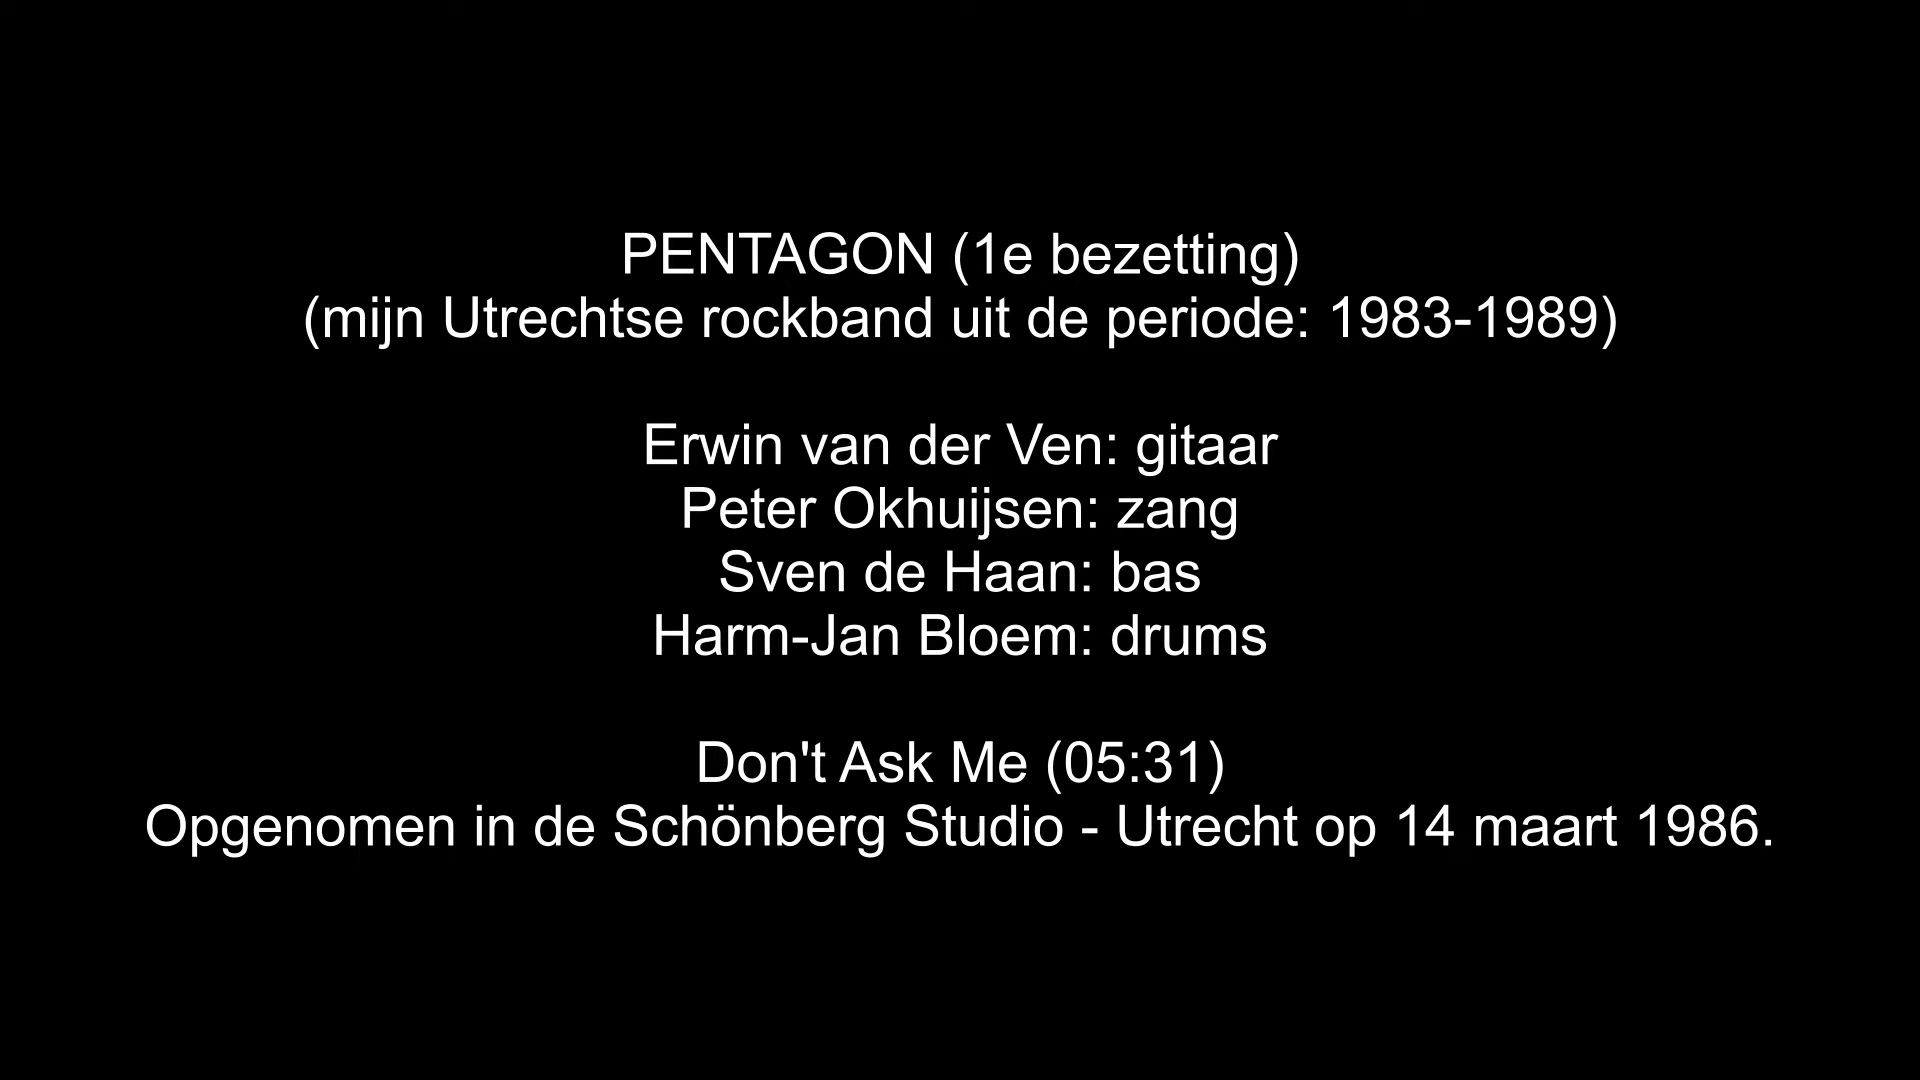 PENTAGON (1e bezetting)
(mijn Utrechtse rockband uit de periode: 1983-1989)
Erwin van der Ven: gitaar
Peter Okhuijsen: zang
Sven de Haan: bas
Harm-Jan Bloem: drums
Don't Ask Me (05:31)
Opgenomen in de Schönberg Studio - Utrecht op 14 maart 1986.